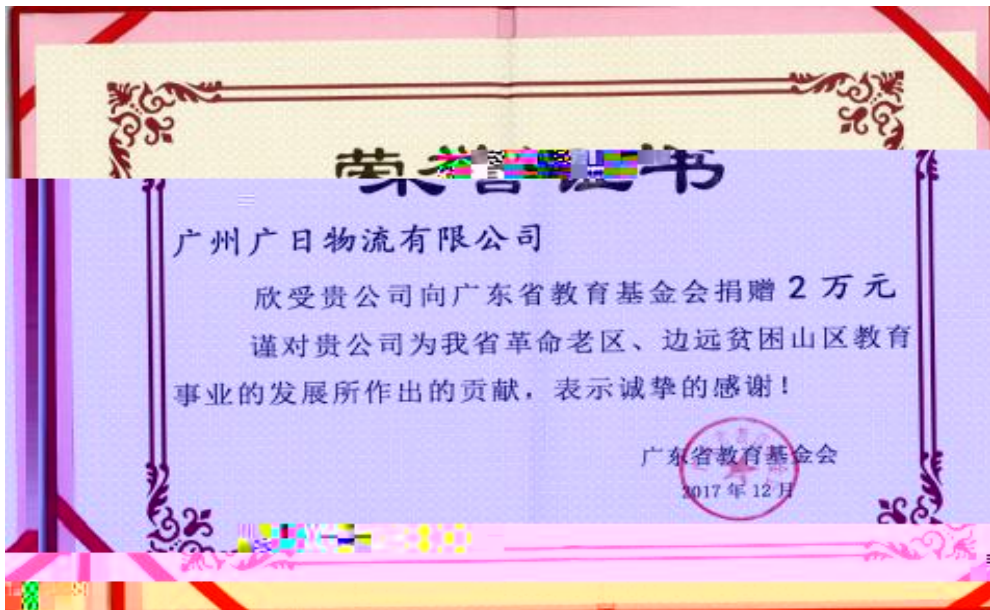 荣誉证书
广州广日物流有限公司
欣受贵公司向广东省教育基金会捐赠2万元
谨对贵公司为我省革命老区、边远贫困山区教育
事业的发展所作出的贡献，表示诚挚的感谢！
广东省教育基金会
2017年12月